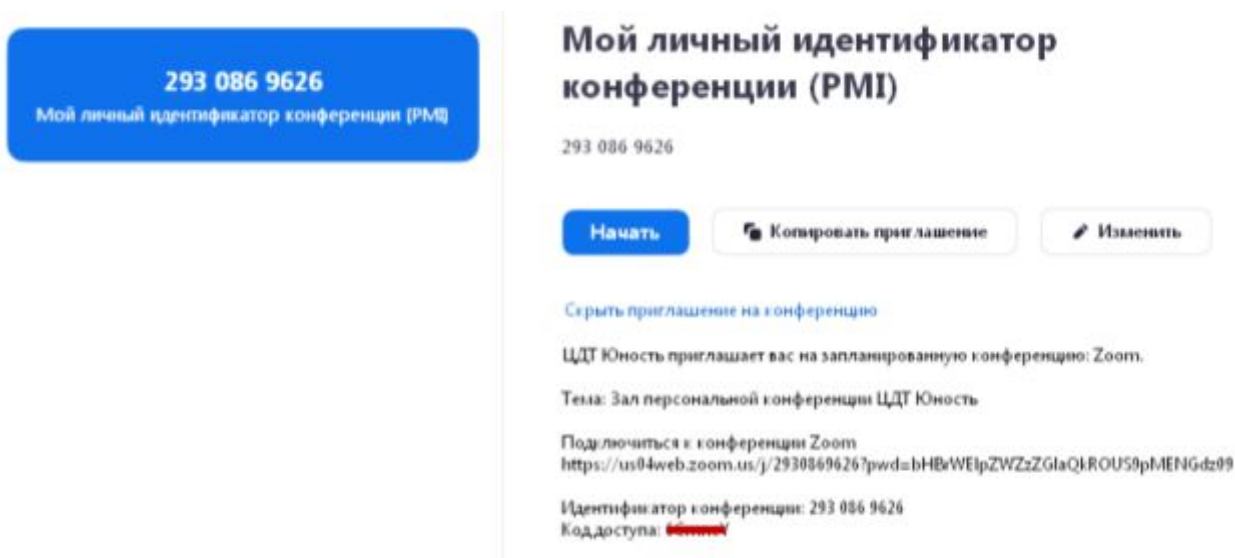 293 086 9626
Мой личный идентификатор конференции (PMI)
Мой личный идентификатор
конференции (PMI)
293 086 9626
Начать
Копировать приглашение
Изменить
Скрыть приглашение на конференцию
ЦДТ Юность приглашает вас на запланированную конференцию: Zoom.
Тема: Зал персональной конференции ЦДТ Юность
Подключиться к конференции Zoom
https://us04web.zoom.us/j/2930869626?pwd=bHBrWElpZWZzZGlaQkROUS9pMENGdz09
Идентификатор конференции: 293 086 9626
Код доступа: